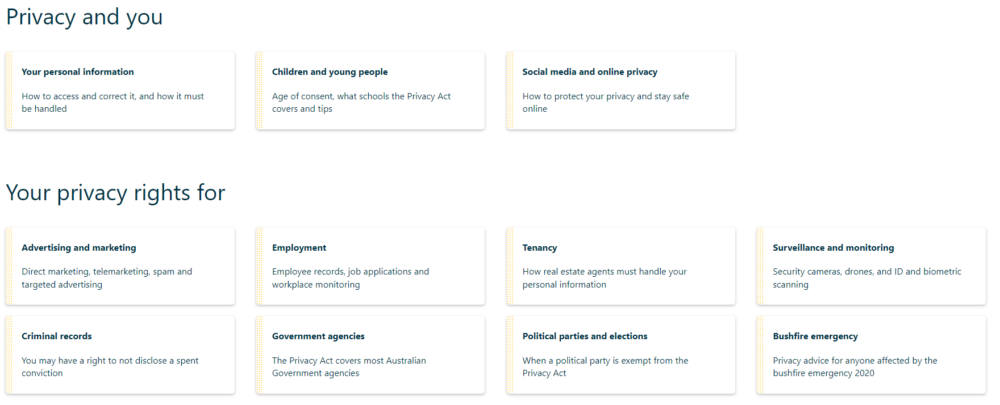 Privacy and you
Your personal information
How to access and correct it, and how it must
be handled
Children and young people
Age of consent, what schools the Privacy Act
covers and tips
Social media and online privacy
How to protect your privacy and stay safe
online
Your privacy rights for
Advertising and marketing
Direct marketing, telemarketing, spam and
targeted advertising
Employment
Employee records, job applications and
workplace monitoring
Tenancy
How real estate agents must handle your
personal information
Surveillance and monitoring
Security cameras, drones, and ID and biometric
scanning
Criminal records
You may have a right to not disclose a spent
conviction
Government agencies
The Privacy Act covers most Australian
Government agencies
Political parties and elections
When a political party is exempt from the
Privacy Act
Bushfire emergency
Privacy advice for anyone affected by the
bushfire emergency 2020